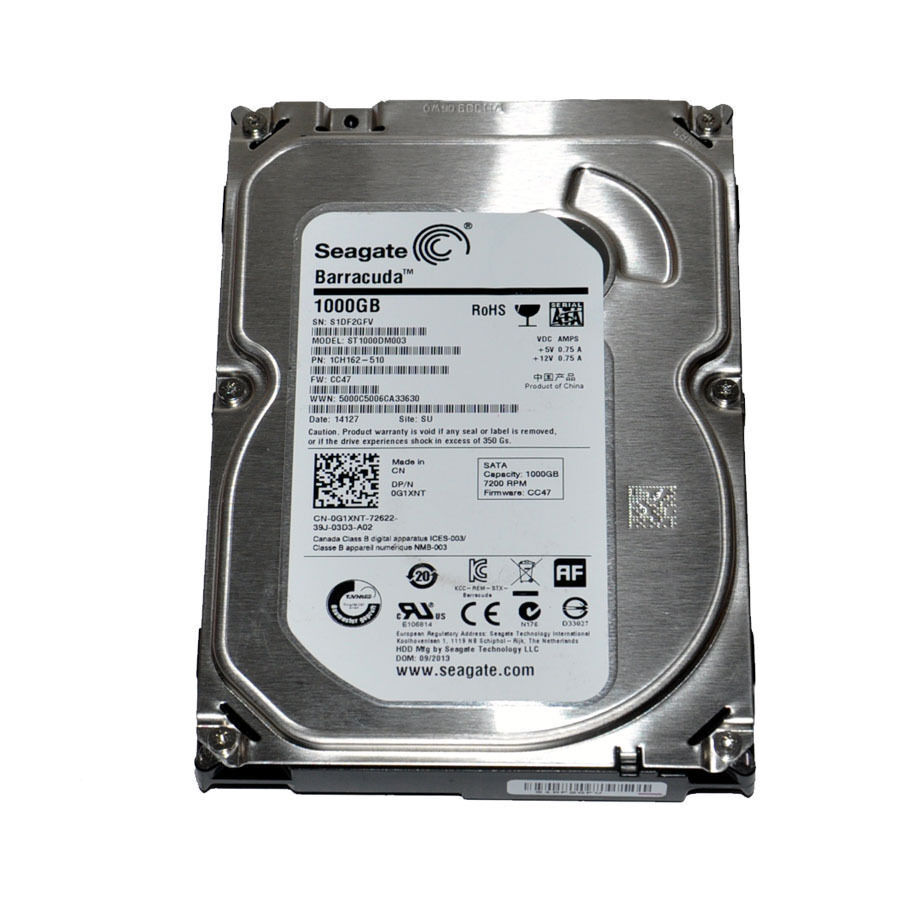 Seagate®
Barracuda™
1000GB
RoHS
SERIAL
ATA
SN: S1DF2GFV
MODEL: ST1000DM003
VDC AMPS
+5V 0.75 A
+12V 0.75 A
PN: 1CH162-510
FW: CC47
中国产品
Product of China
WWN: 5000C5006CA33630
Date: 14127 Site: SU
Caution. Product warranty is void if any seal or label is removed,
or if the drive experiences shock in excess of 350 Gs.
Made in
CN
DP/N
0G1XNT
SATA
Capacity: 1000GB
7200 RPM
Firmware: CC47
CN-0G1XNT-72622-
39J-03D3-A02
Canada Class B digital apparatus ICES-003/
Classe B appareil numérique NMB-003
20
KCC-REM-STX-
Barracuda
AF
c US
E106814
CE
N176
D33027
European Regulatory Address: Seagate Technology International
Koolhovenlaan 1, 1119 NB Schiphol-Rijk, The Netherlands
HDD Mfg by Seagate Technology LLC
DOM: 09/2013
www.seagate.com